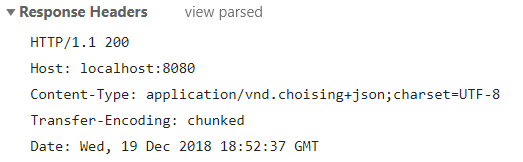 Response Headers view parsed
HTTP/1.1 200
Host: localhost:8080
Content-Type: application/vnd.choising+json;charset=UTF-8
Transfer-Encoding: chunked
Date: Wed, 19 Dec 2018 18:52:37 GMT